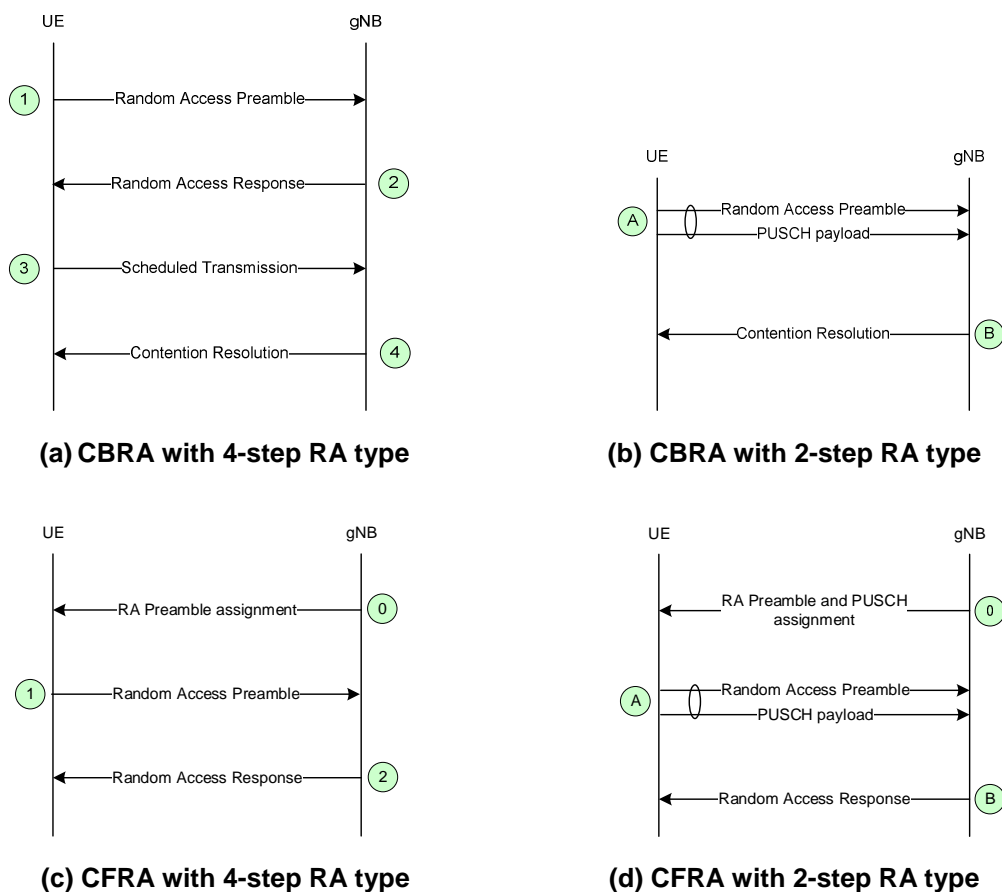 UE gNB
1 Random Access Preamble
Random Access Response 2
3 Scheduled Transmission
Contention Resolution 4
(a) CBRA with 4-step RA type
UE gNB
A Random Access Preamble
PUSCH payload
Contention Resolution B
(b) CBRA with 2-step RA type
UE gNB
RA Preamble assignment 0
1 Random Access Preamble
Random Access Response 2
(c) CFRA with 4-step RA type
UE gNB
RA Preamble and PUSCH
assignment 0
A Random Access Preamble
PUSCH payload
Random Access Response B
(d) CFRA with 2-step RA type